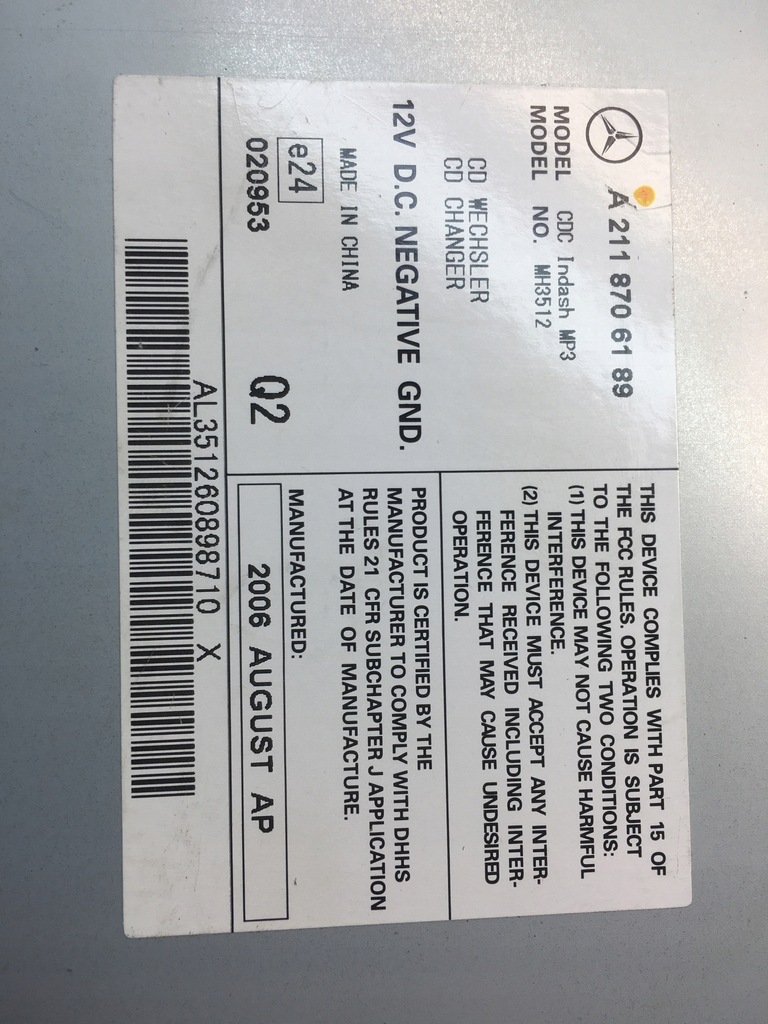 A 211 870 61 89
MODEL CDC Indash MP3
MODEL NO. MH3512
CD WECHSLER
CD CHANGER
12V D.C. NEGATIVE GND.
MADE IN CHINA
e24
020953
Q2
THIS DEVICE COMPLIES WITH PART 15 OF
THE FCC RULES. OPERATION IS SUBJECT
TO THE FOLLOWING TWO CONDITIONS:
(1) THIS DEVICE MAY NOT CAUSE HARMFUL
INTERFERENCE.
(2) THIS DEVICE MUST ACCEPT ANY INTER-
FERENCE RECEIVED INCLUDING INTER-
FERENCE THAT MAY CAUSE UNDESIRED
OPERATION.
PRODUCT IS CERTIFIED BY THE
MANUFACTURER TO COMPLY WITH DHHS
RULES 21 CFR SUBCHAPTER J APPLICATION
AT THE DATE OF MANUFACTURE.
MANUFACTURED:
2006 AUGUST AP
AL351260898710 X